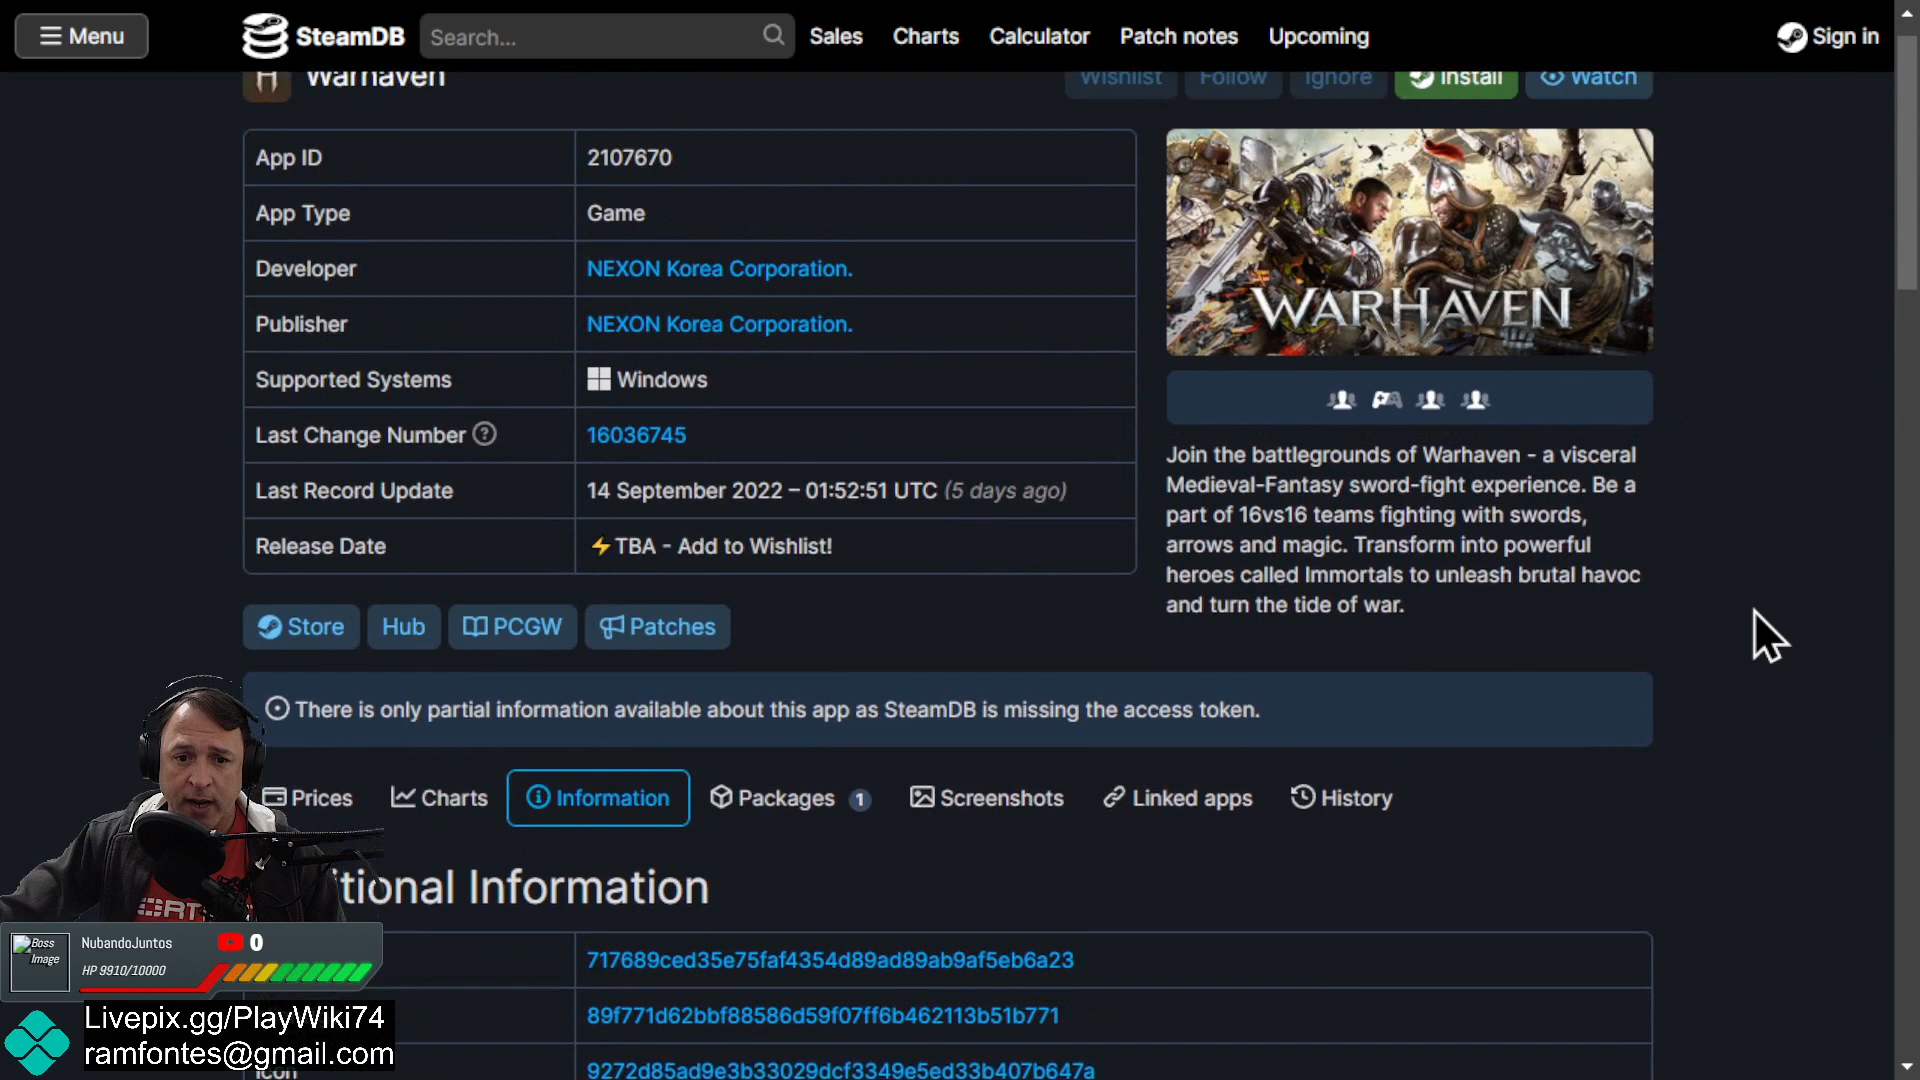 Menu
SteamDB
Search...
Sales
Charts
Calculator
Patch notes
Upcoming
Sign in
Warhaven
Wishlist
Follow
Ignore
Install
Watch
App ID 2107670
App Type Game
Developer NEXON Korea Corporation.
Publisher NEXON Korea Corporation.
Supported Systems Windows
Last Change Number ? 16036745
Last Record Update 14 September 2022 – 01:52:51 UTC (5 days ago)
Release Date ⚡TBA - Add to Wishlist!
WARHAVEN
Join the battlegrounds of Warhaven - a visceral
Medieval-Fantasy sword-fight experience. Be a
part of 16vs16 teams fighting with swords,
arrows and magic. Transform into powerful
heroes called Immortals to unleash brutal havoc
and turn the tide of war.
Store
Hub
PCGW
Patches
There is only partial information available about this app as SteamDB is missing the access token.
Prices
Charts
Information
Packages 1
Screenshots
Linked apps
History
tional Information
717689ced35e75faf4354d89ad89ab9af5eb6a23
89f771d62bbf88586d59f07ff6b462113b51b771
Icon 9272d85ad9e3b33029dcf3349e5ed33b407b647a
Boss
Image
NubandoJuntos 0
HP 9910/10000
Livepix.gg/PlayWiki74
ramfontes@gmail.com